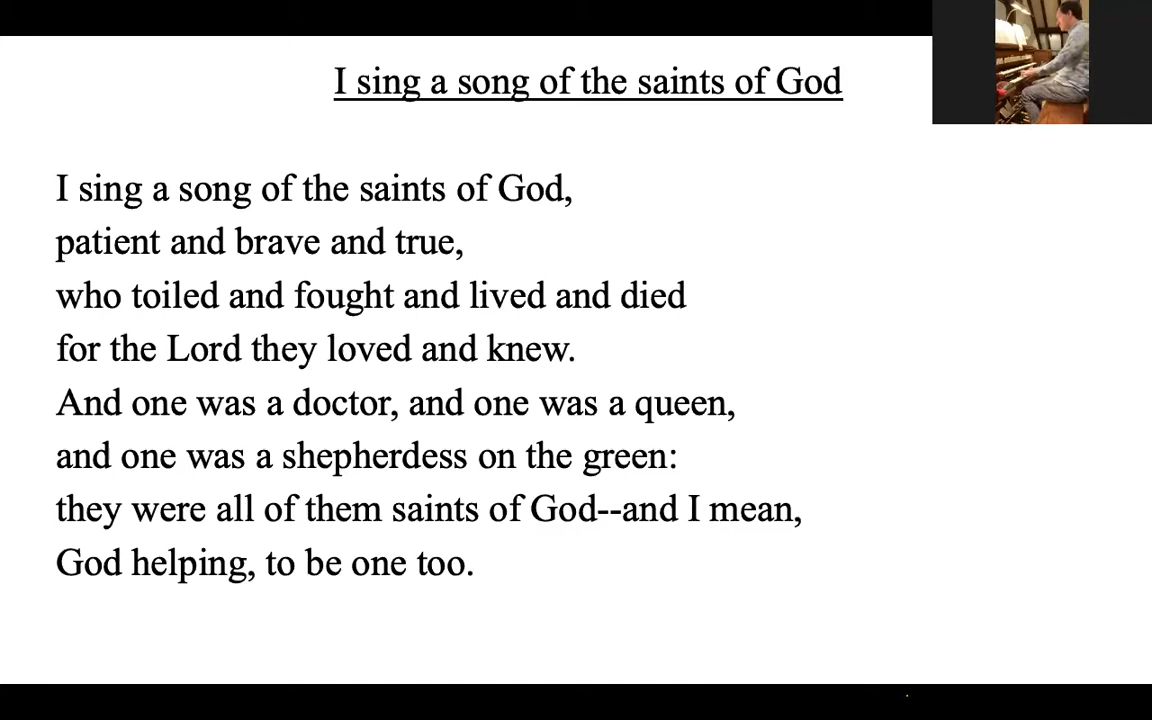 I sing a song of the saints of God
I sing a song of the saints of God,
patient and brave and true,
who toiled and fought and lived and died
for the Lord they loved and knew.
And one was a doctor, and one was a queen,
and one was a shepherdess on the green:
they were all of them saints of God--and I mean,
God helping, to be one too.